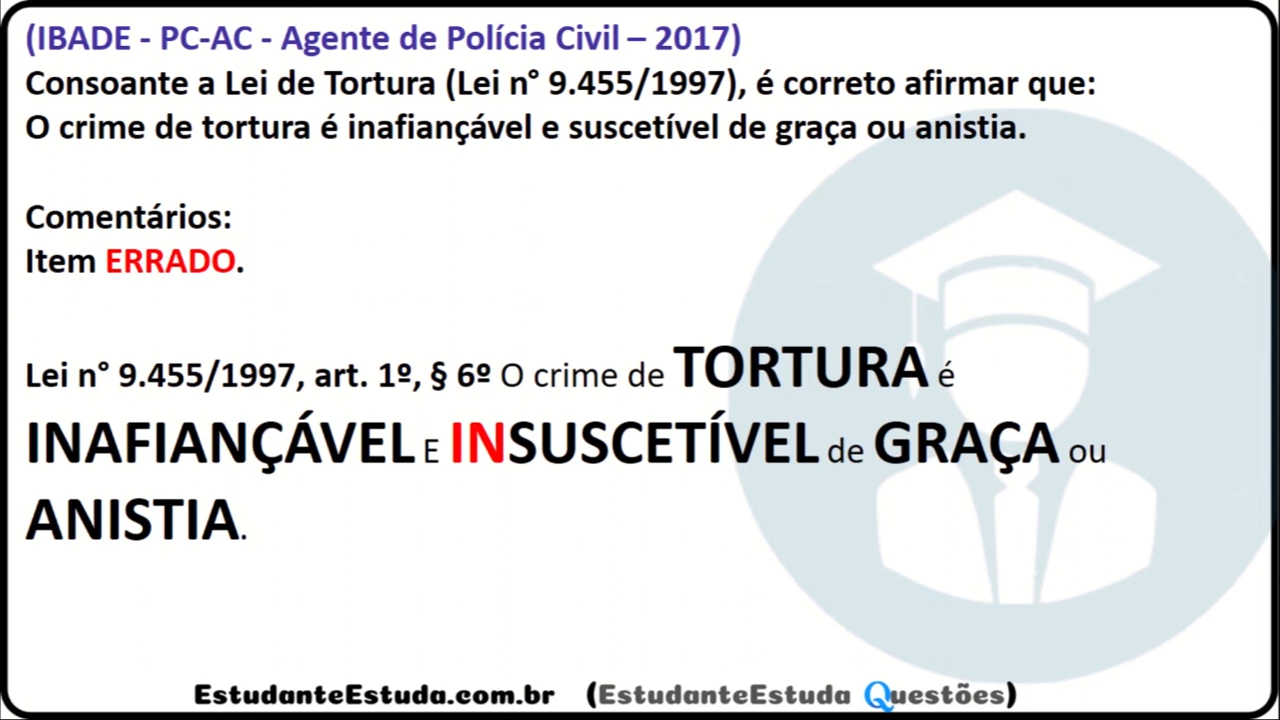 (IBADE - PC-AC - Agente de Polícia Civil – 2017)
Consoante a Lei de Tortura (Lei n° 9.455/1997), é correto afirmar que:
O crime de tortura é inafiançável e suscetível de graça ou anistia.
Comentários:
Item ERRADO.
Lei n° 9.455/1997, art. 1º, § 6º O crime de TORTURA é
INAFIANÇÁVEL E INSUSCETÍVEL de GRAÇA ou
ANISTIA.
EstudanteEstuda.com.br (EstudanteEstuda Questões)